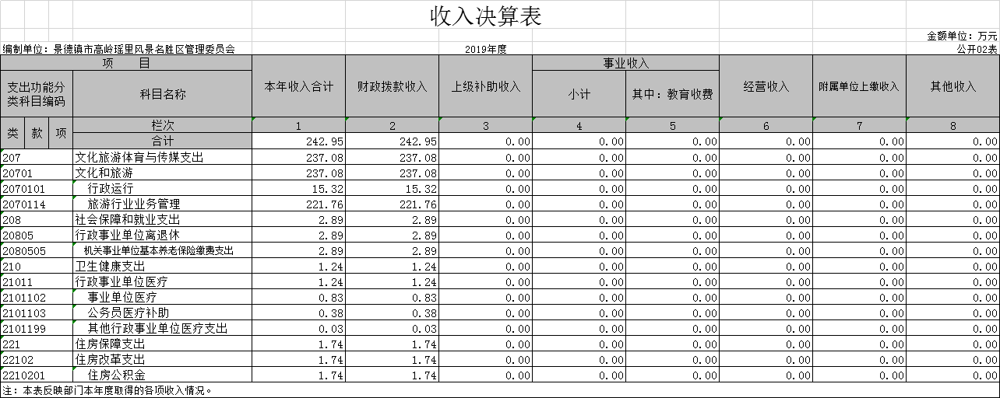 收入决算表
金额单位：万元
编制单位：景德镇市高岭瑶里风景名胜区管理委员会 2019年度 公开02表
项 目 本年收入合计 财政拨款收入 上级补助收入 事业收入 经营收入 附属单位上缴收入 其他收入
支出功能分类科目编码 科目名称 小计 其中：教育收费
类 款 项 栏次 1 2 3 4 5 6 7 8
合计 242.95 242.95 0.00 0.00 0.00 0.00 0.00 0.00
207 文化旅游体育与传媒支出 237.08 237.08 0.00 0.00 0.00 0.00 0.00 0.00
20701 文化和旅游 237.08 237.08 0.00 0.00 0.00 0.00 0.00 0.00
2070101 行政运行 15.32 15.32 0.00 0.00 0.00 0.00 0.00 0.00
2070114 旅游行业业务管理 221.76 221.76 0.00 0.00 0.00 0.00 0.00 0.00
208 社会保障和就业支出 2.89 2.89 0.00 0.00 0.00 0.00 0.00 0.00
20805 行政事业单位离退休 2.89 2.89 0.00 0.00 0.00 0.00 0.00 0.00
2080505 机关事业单位基本养老保险缴费支出 2.89 2.89 0.00 0.00 0.00 0.00 0.00 0.00
210 卫生健康支出 1.24 1.24 0.00 0.00 0.00 0.00 0.00 0.00
21011 行政事业单位医疗 1.24 1.24 0.00 0.00 0.00 0.00 0.00 0.00
2101102 事业单位医疗 0.83 0.83 0.00 0.00 0.00 0.00 0.00 0.00
2101103 公务员医疗补助 0.38 0.38 0.00 0.00 0.00 0.00 0.00 0.00
2101199 其他行政事业单位医疗支出 0.03 0.03 0.00 0.00 0.00 0.00 0.00 0.00
221 住房保障支出 1.74 1.74 0.00 0.00 0.00 0.00 0.00 0.00
22102 住房改革支出 1.74 1.74 0.00 0.00 0.00 0.00 0.00 0.00
2210201 住房公积金 1.74 1.74 0.00 0.00 0.00 0.00 0.00 0.00
注：本表反映部门本年度取得的各项收入情况。